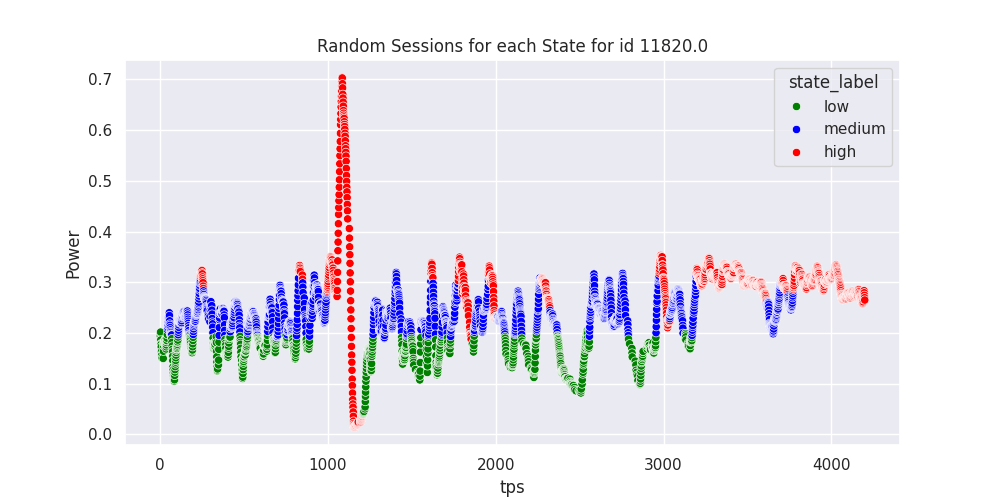 Random Sessions for each State for id 11820.0
0.7
0.6
0.5
0.4
0.3
0.2
0.1
0.0
Power
state_label
low
medium
high
0 1000 2000 3000 4000
tps